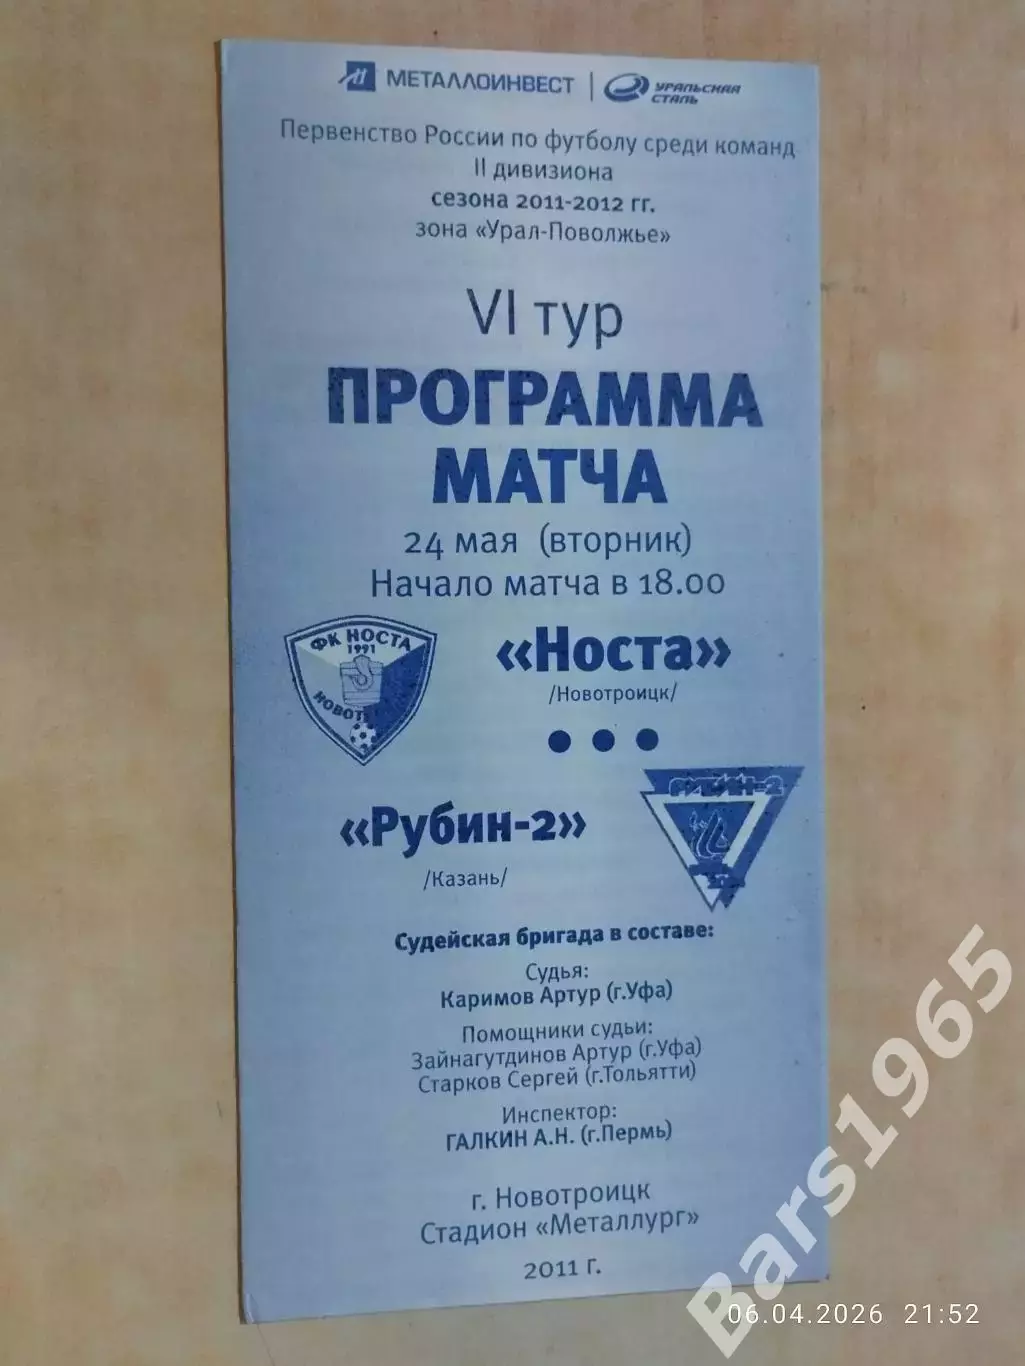 МЕТАЛЛОИНВЕСТ | УРАЛЬСКАЯ СТАЛЬ
Первенство России по футболу среди команд
II дивизиона
сезона 2011-2012 гг.
зона «Урал-Поволжье»
VI тур
ПРОГРАММА
МАТЧА
24 мая (вторник)
Начало матча в 18.00
ФК НОСТА
1991
«Носта»
/Новотроицк/
РУБИН-2
«Рубин-2»
/Казань/
Судейская бригада в составе:
Судья:
Каримов Артур (г.Уфа)
Помощники судьи:
Зайнагутдинов Артур (г.Уфа)
Старков Сергей (г.Тольятти)
Инспектор:
ГАЛКИН А.Н. (г.Пермь)
г. Новотроицк
Стадион «Металлург»
2011 г.
Bars1965
06.04.2026 21:52